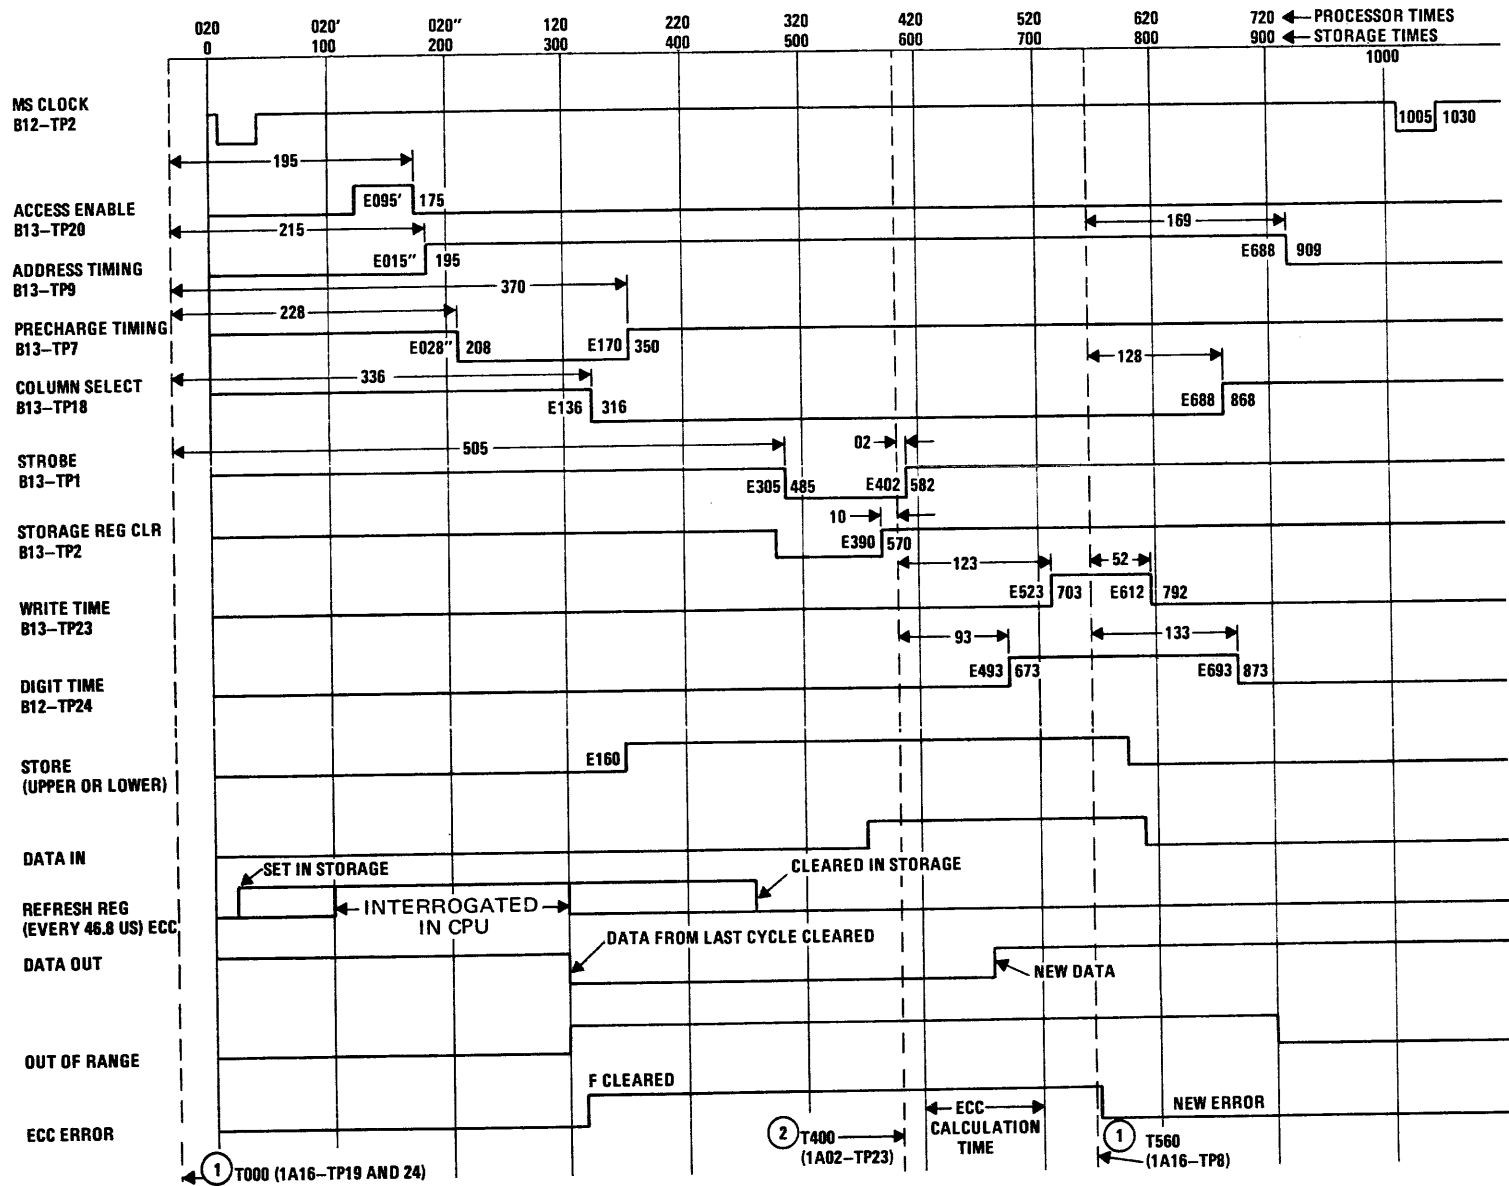 020 020' 020'' 120 220 320 420 520 620 720 PROCESSOR TIMES
0 100 200 300 400 500 600 700 800 900 STORAGE TIMES
1000
MS CLOCK
B12–TP2
1005 1030
195
ACCESS ENABLE
B13–TP20
E095' 175
215
169
ADDRESS TIMING
B13–TP9
E015'' 195
E688 909
370
228
PRECHARGE TIMING
B13–TP7
E028'' 208
E170 350
128
336
COLUMN SELECT
B13–TP18
E136 316
E688 868
505
02
STROBE
B13–TP1
E305 485
E402 582
10
STORAGE REG CLR
B13–TP2
E390 570
123
52
WRITE TIME
B13–TP23
E523 703
E612 792
93
133
DIGIT TIME
B12–TP24
E493 673
E693 873
STORE
(UPPER OR LOWER)
E160
DATA IN
SET IN STORAGE
CLEARED IN STORAGE
REFRESH REG
(EVERY 46.8 US) ECC
INTERROGATED
IN CPU
DATA FROM LAST CYCLE CLEARED
DATA OUT
NEW DATA
OUT OF RANGE
F CLEARED
NEW ERROR
ECC ERROR
ECC
CALCULATION
TIME
2 T400
(1A02–TP23)
1 T560
(1A16–TP8)
1 T000 (1A16–TP19 AND 24)